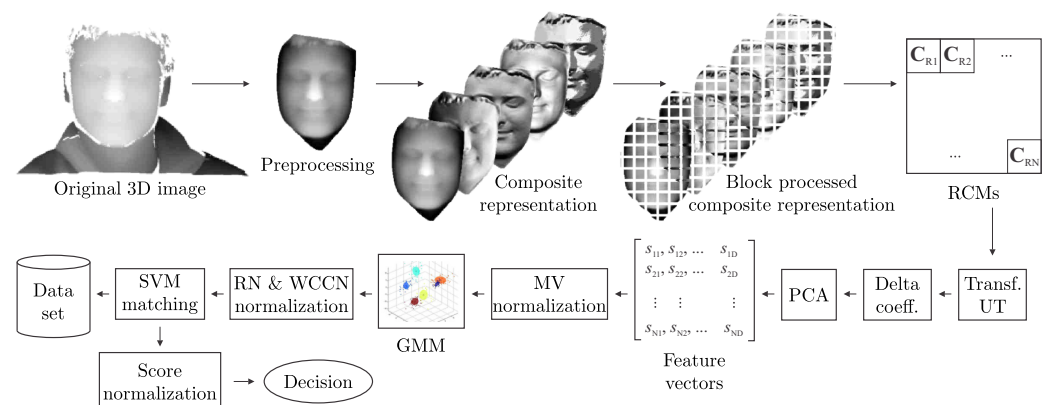 C_R1 C_R2 ...
... C_RN
Original 3D image
Preprocessing
Composite
representation
Block processed
composite representation
RCMs
Data
set
SVM
matching
RN & WCCN
normalization
GMM
MV
normalization
s_11, s_12, ... s_1D
s_21, s_22, ... s_2D
⋮ ⋮ ⋮
s_N1, s_N2, ... s_ND
Feature
vectors
PCA
Delta
coeff.
Transf.
UT
Score
normalization
Decision